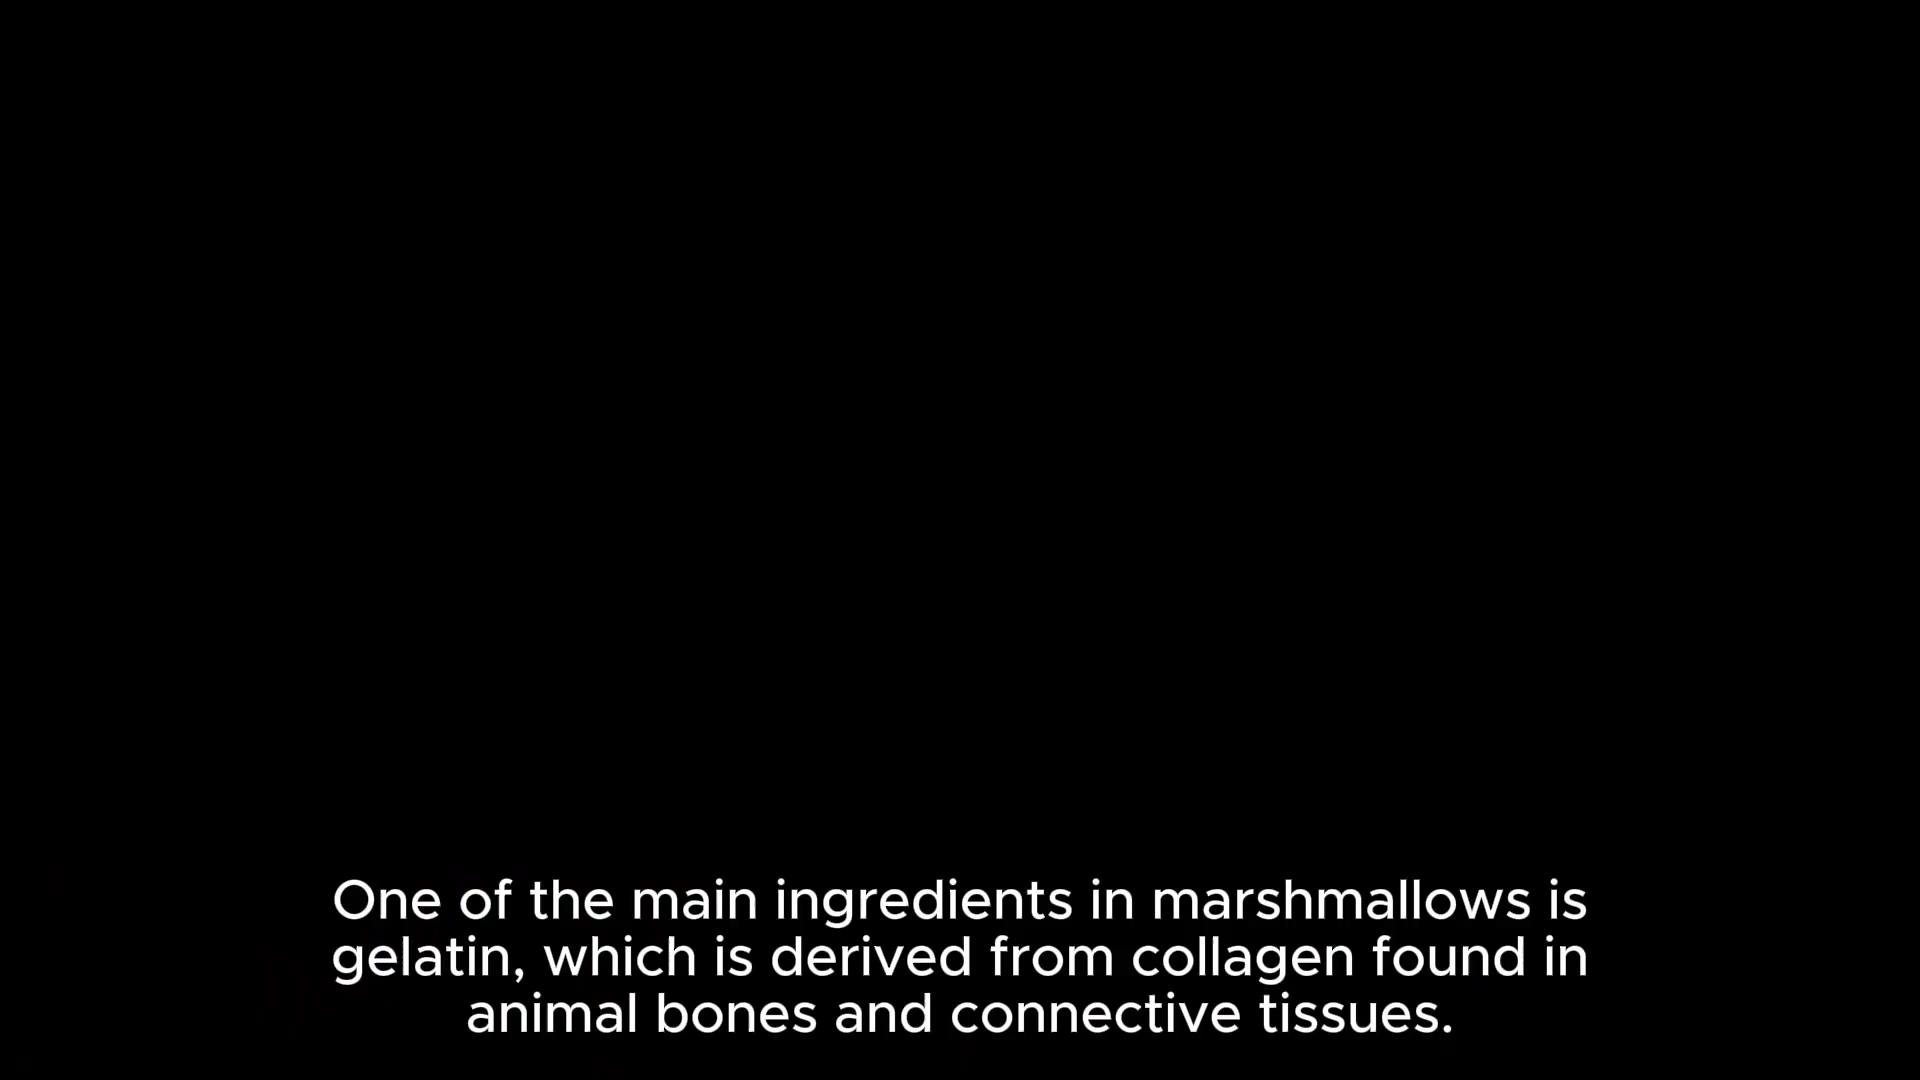 One of the main ingredients in marshmallows is
gelatin, which is derived from collagen found in
animal bones and connective tissues.